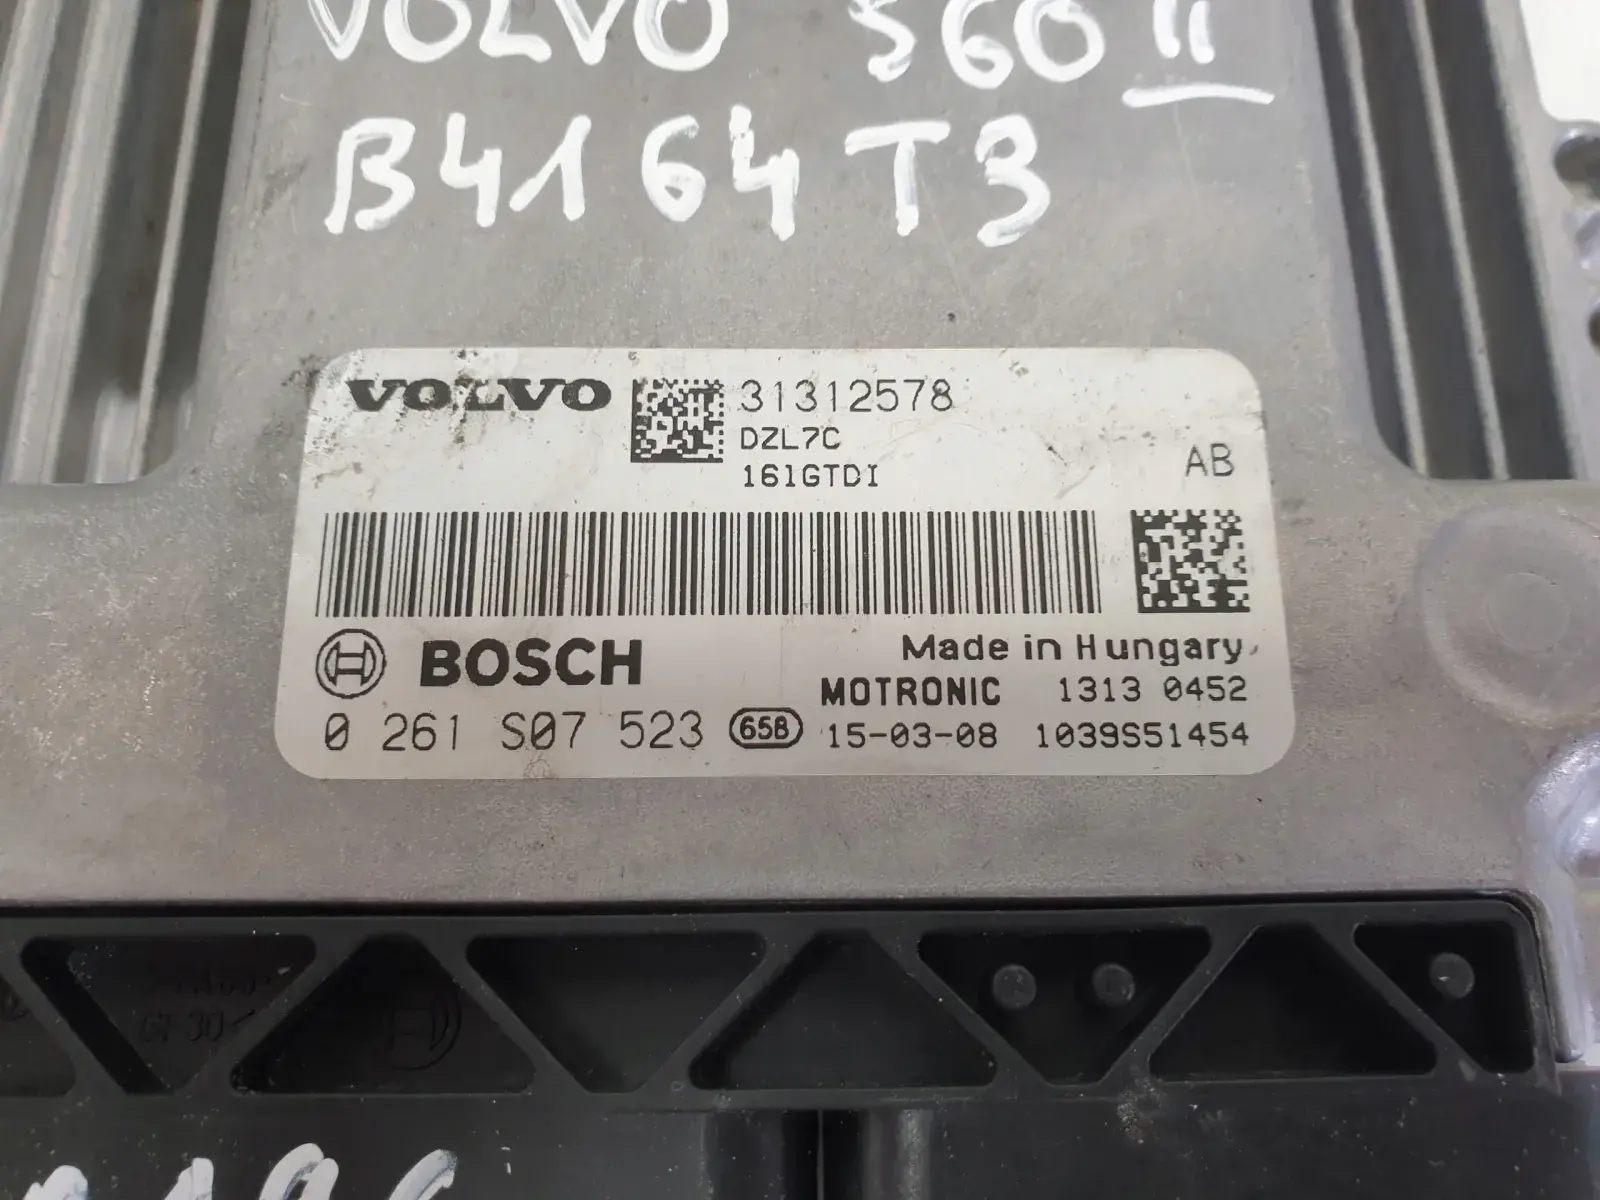 VOLVO S60 II
B4164T3
VOLVO 31312578
DZL7C
161GTDI
AB
BOSCH Made in Hungary
MOTRONIC 1313 0452
0 261 S07 523 65B 15-03-08 1039S51454